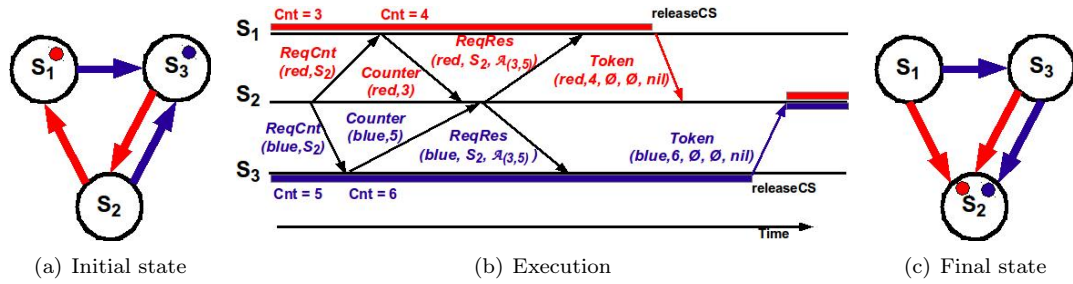 S1
S3
S2
(a) Initial state
Cnt = 3
Cnt = 4
releaseCS
S1
ReqCnt
(red,S2)
Counter
(red,3)
ReqRes
(red, S2, 𝒜(3,5))
Token
(red,4, Ø, Ø, nil)
S2
ReqCnt
(blue,S2)
Counter
(blue,5)
ReqRes
(blue, S2, 𝒜(3,5))
Token
(blue,6, Ø, Ø, nil)
S3
Cnt = 5
Cnt = 6
releaseCS
Time
(b) Execution
S1
S3
S2
(c) Final state